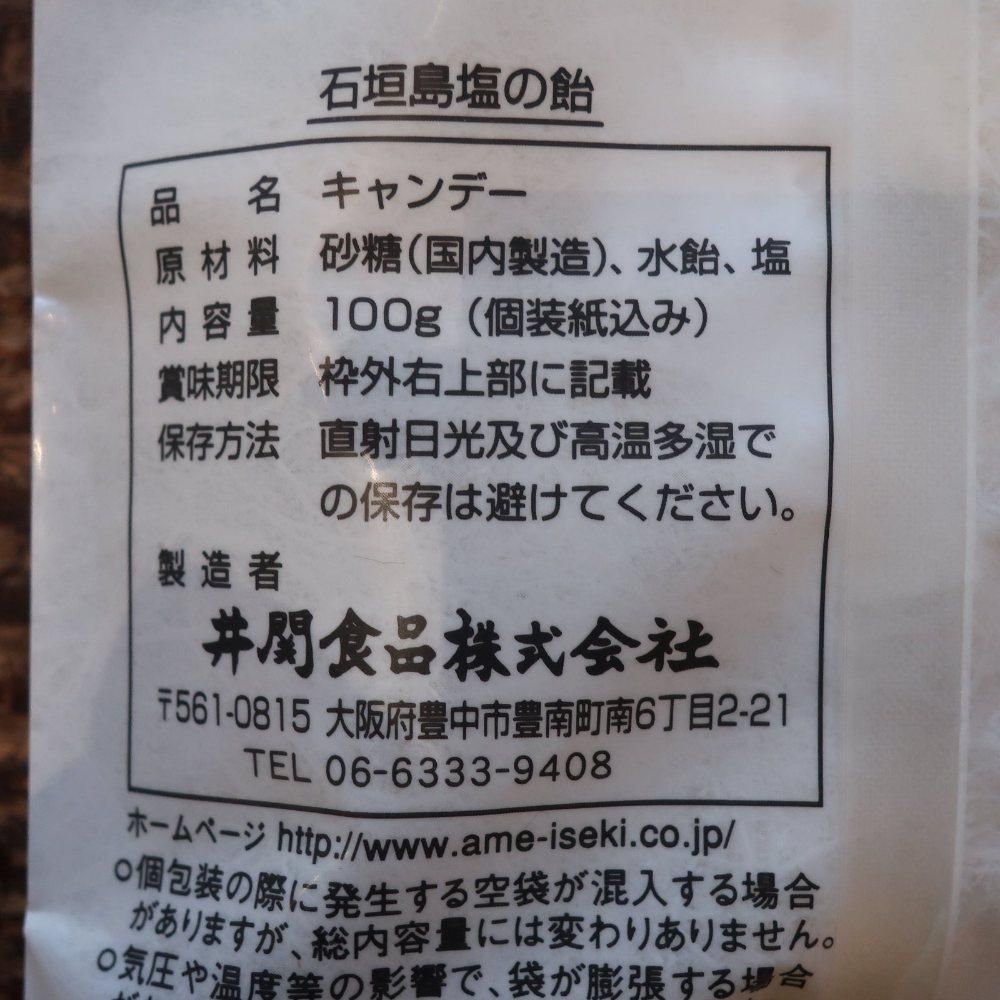 石垣島塩の飴
品名 キャンデー
原材料 砂糖（国内製造）、水飴、塩
内容量 100g（個装紙込み）
賞味期限 枠外右上部に記載
保存方法 直射日光及び高温多湿で
の保存は避けてください。
製造者
井関食品株式会社
〒561-0815 大阪府豊中市豊南町南6丁目2-21
TEL 06-6333-9408
ホームページ http://www.ame-iseki.co.jp/
○個包装の際に発生する空袋が混入する場合
がありますが、総内容量には変わりありません。
○気圧や温度等の影響で、袋が膨張する場合